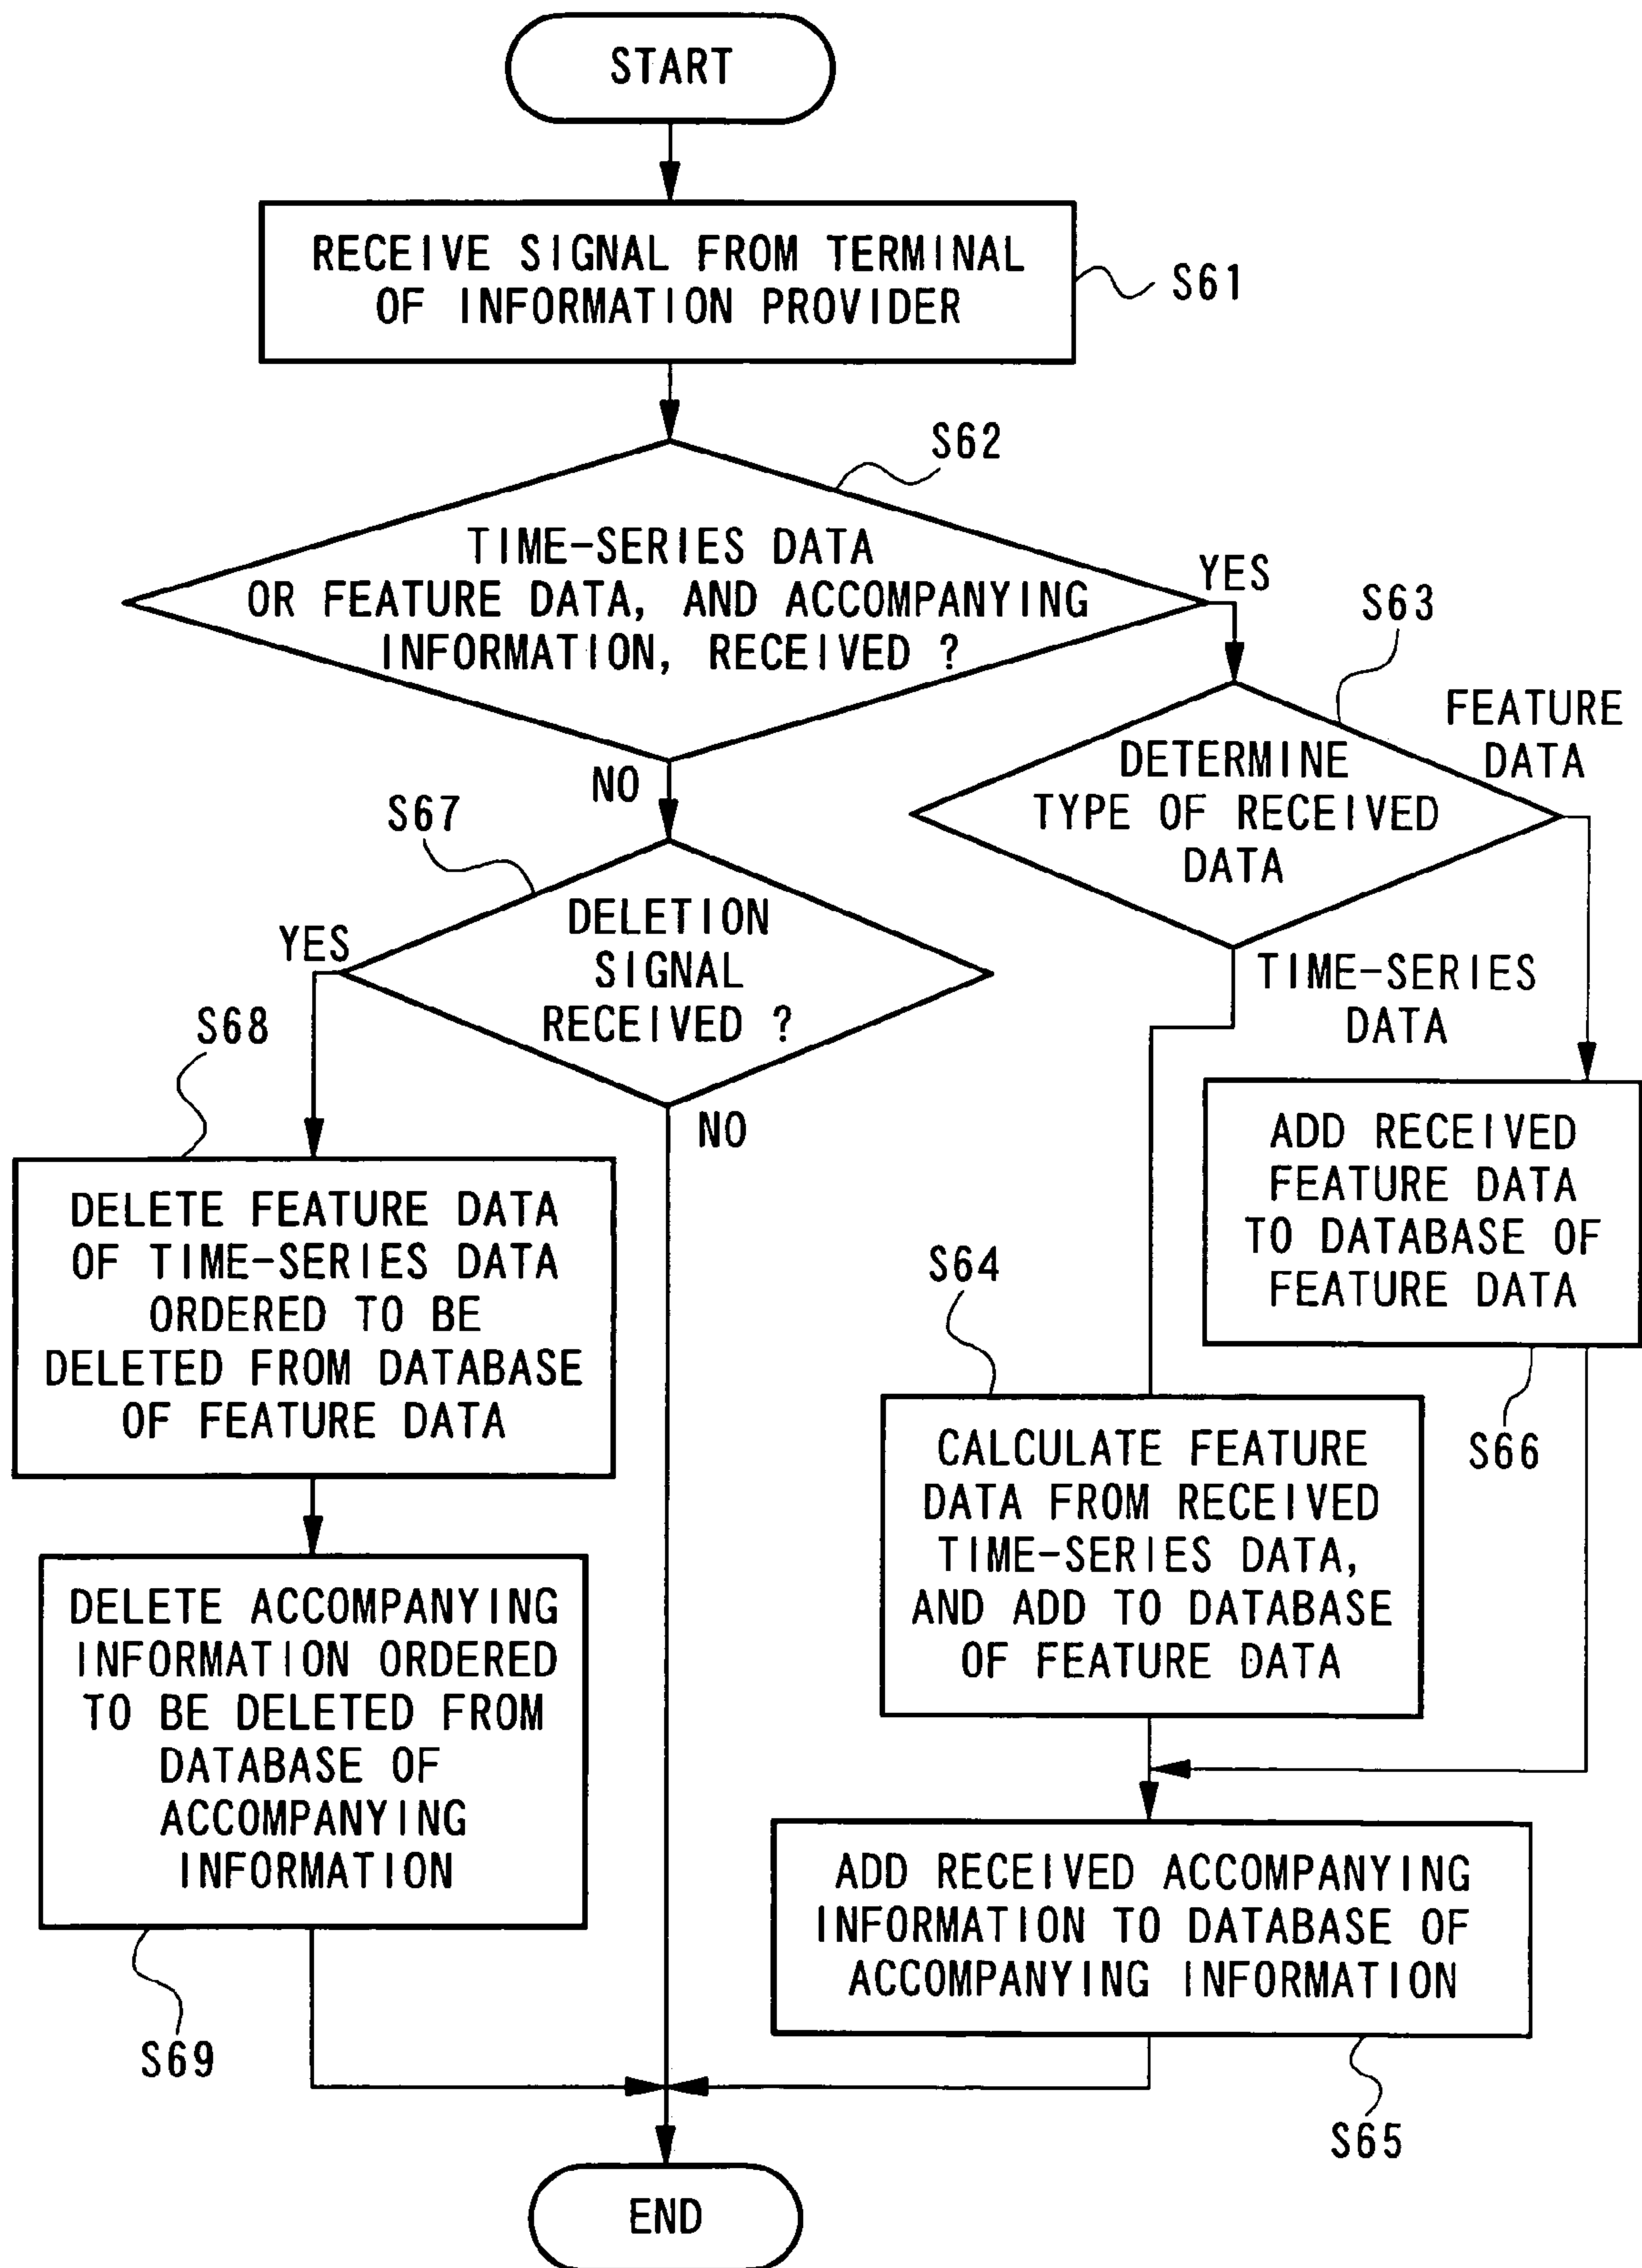 START
RECEIVE SIGNAL FROM TERMINAL
OF INFORMATION PROVIDER
S61
S62
TIME-SERIES DATA
OR FEATURE DATA, AND ACCOMPANYING
INFORMATION, RECEIVED ?
YES
NO
S63
DETERMINE
TYPE OF RECEIVED
DATA
FEATURE
DATA
TIME-SERIES
DATA
S67
DELETION
SIGNAL
RECEIVED ?
YES
NO
S68
DELETE FEATURE DATA
OF TIME-SERIES DATA
ORDERED TO BE
DELETED FROM DATABASE
OF FEATURE DATA
ADD RECEIVED
FEATURE DATA
TO DATABASE OF
FEATURE DATA
S66
S64
CALCULATE FEATURE
DATA FROM RECEIVED
TIME-SERIES DATA,
AND ADD TO DATABASE
OF FEATURE DATA
DELETE ACCOMPANYING
INFORMATION ORDERED
TO BE DELETED FROM
DATABASE OF
ACCOMPANYING
INFORMATION
S69
ADD RECEIVED ACCOMPANYING
INFORMATION TO DATABASE OF
ACCOMPANYING INFORMATION
S65
END